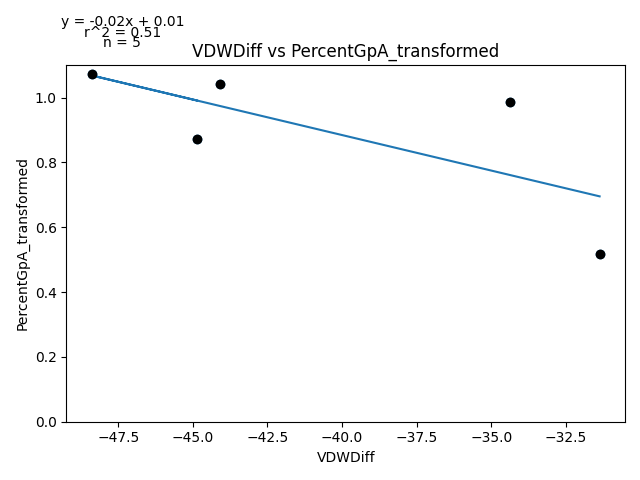 y = -0.02x + 0.01
r^2 = 0.51
n = 5
VDWDiff vs PercentGpA_transformed
PercentGpA_transformed
1.0
0.8
0.6
0.4
0.2
0.0
−47.5 −45.0 −42.5 −40.0 −37.5 −35.0 −32.5
VDWDiff